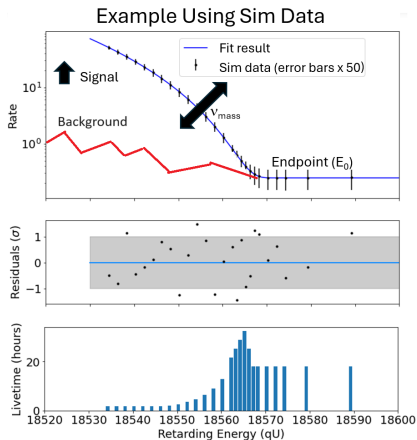 Example Using Sim Data
Fit result
Sim data (error bars x 50)
Signal
ν_mass
Background
Endpoint (E₀)
Rate
10¹
10⁰
Residuals (σ)
1
0
−1
Livetime (hours)
20
0
18520 18530 18540 18550 18560 18570 18580 18590 18600
Retarding Energy (qU)